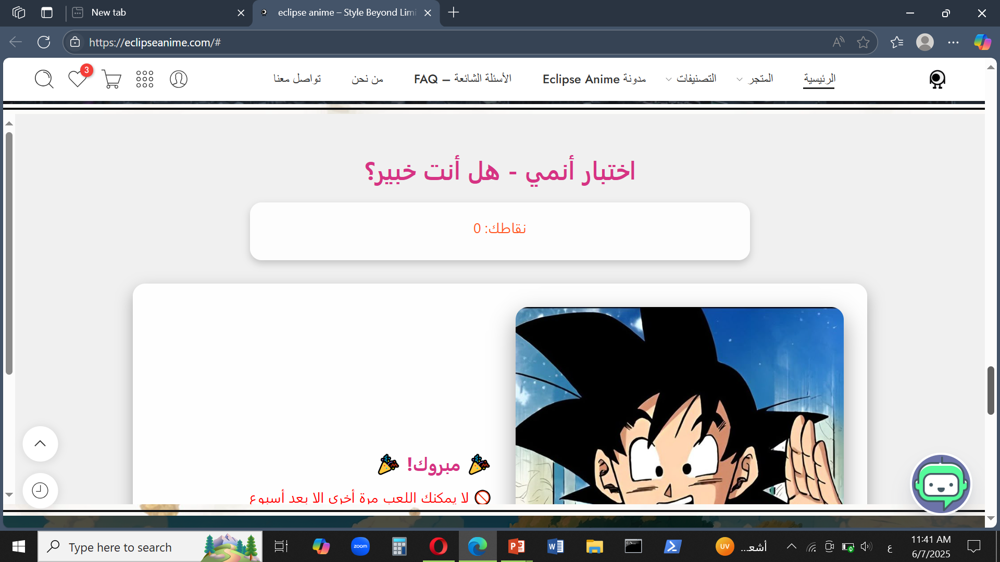 New tab
eclipse anime – Style Beyond Limi
https://eclipseanime.com/#
3
الرئيسية
المتجر
التصنيفات
مدونة Eclipse Anime
الأسئلة الشائعة – FAQ
من نحن
تواصل معنا
اختبار أنمي - هل أنت خبير؟
نقاطك: 0
🎉 مبروك! 🎉
🚫 لا يمكنك اللعب مرة أخرى الا بعد أسبوع
Type here to search
zoom
UV
أشعـ...
ع
11:41 AM
6/7/2025